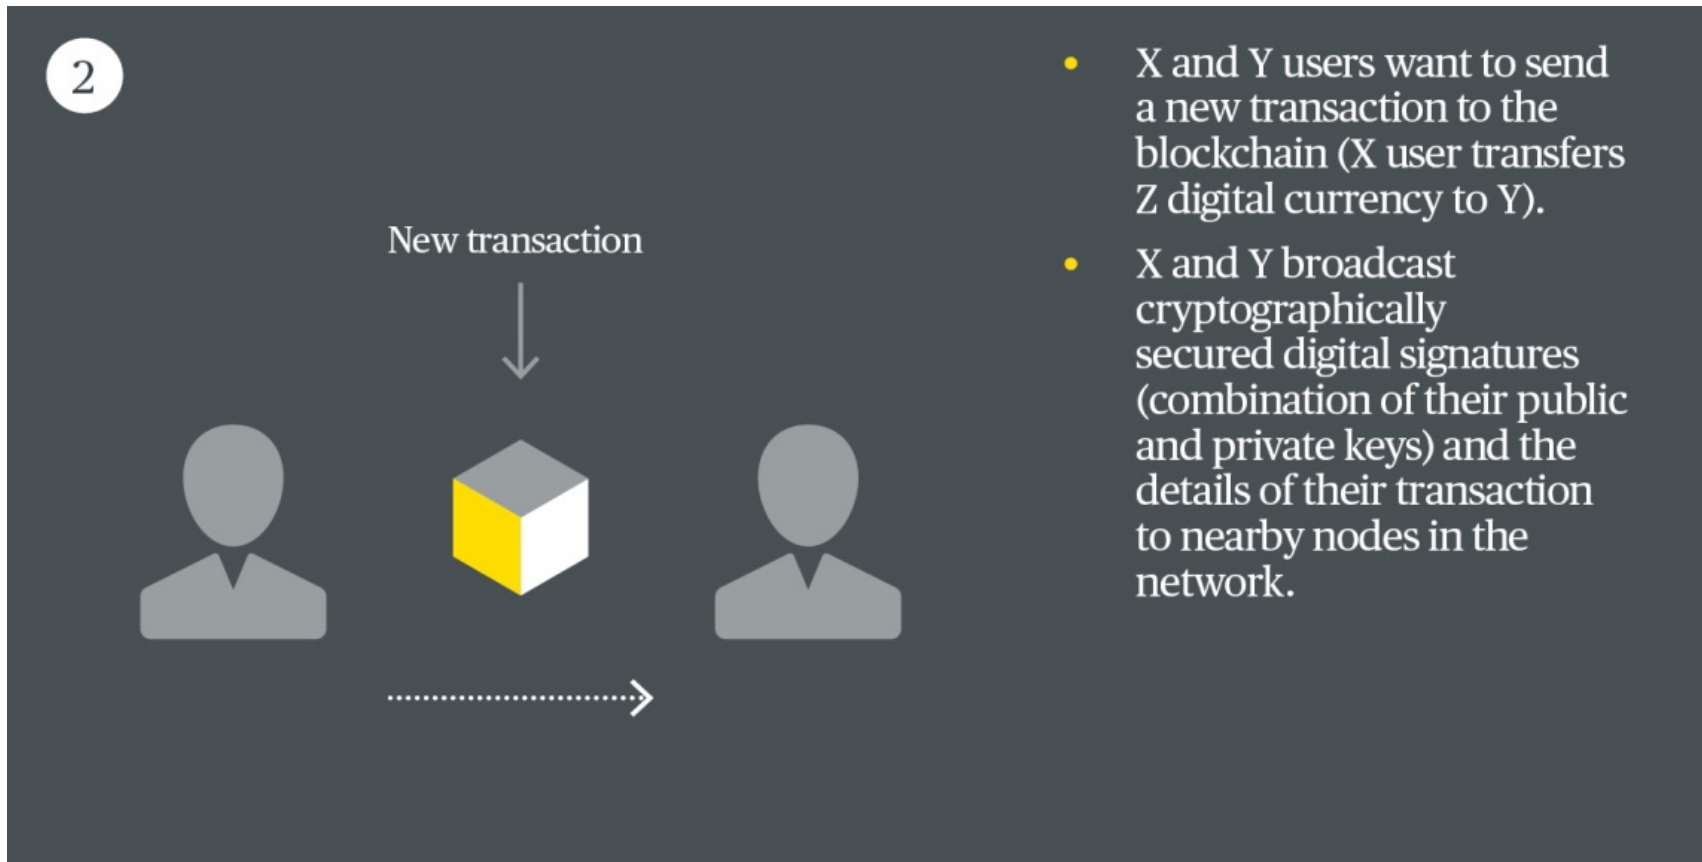 2
New transaction
• X and Y users want to send
a new transaction to the
blockchain (X user transfers
Z digital currency to Y).
• X and Y broadcast
cryptographically
secured digital signatures
(combination of their public
and private keys) and the
details of their transaction
to nearby nodes in the
network.